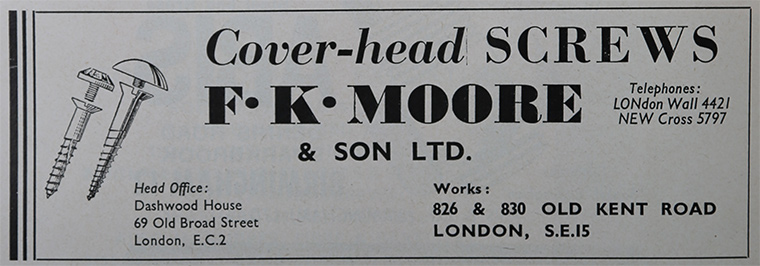 Cover-head SCREWS
F·K·MOORE
& SON LTD.
Telephones:
LONdon Wall 4421
NEW Cross 5797
Head Office:
Dashwood House
69 Old Broad Street
London, E.C.2
Works:
826 & 830 OLD KENT ROAD
LONDON, S.E.15